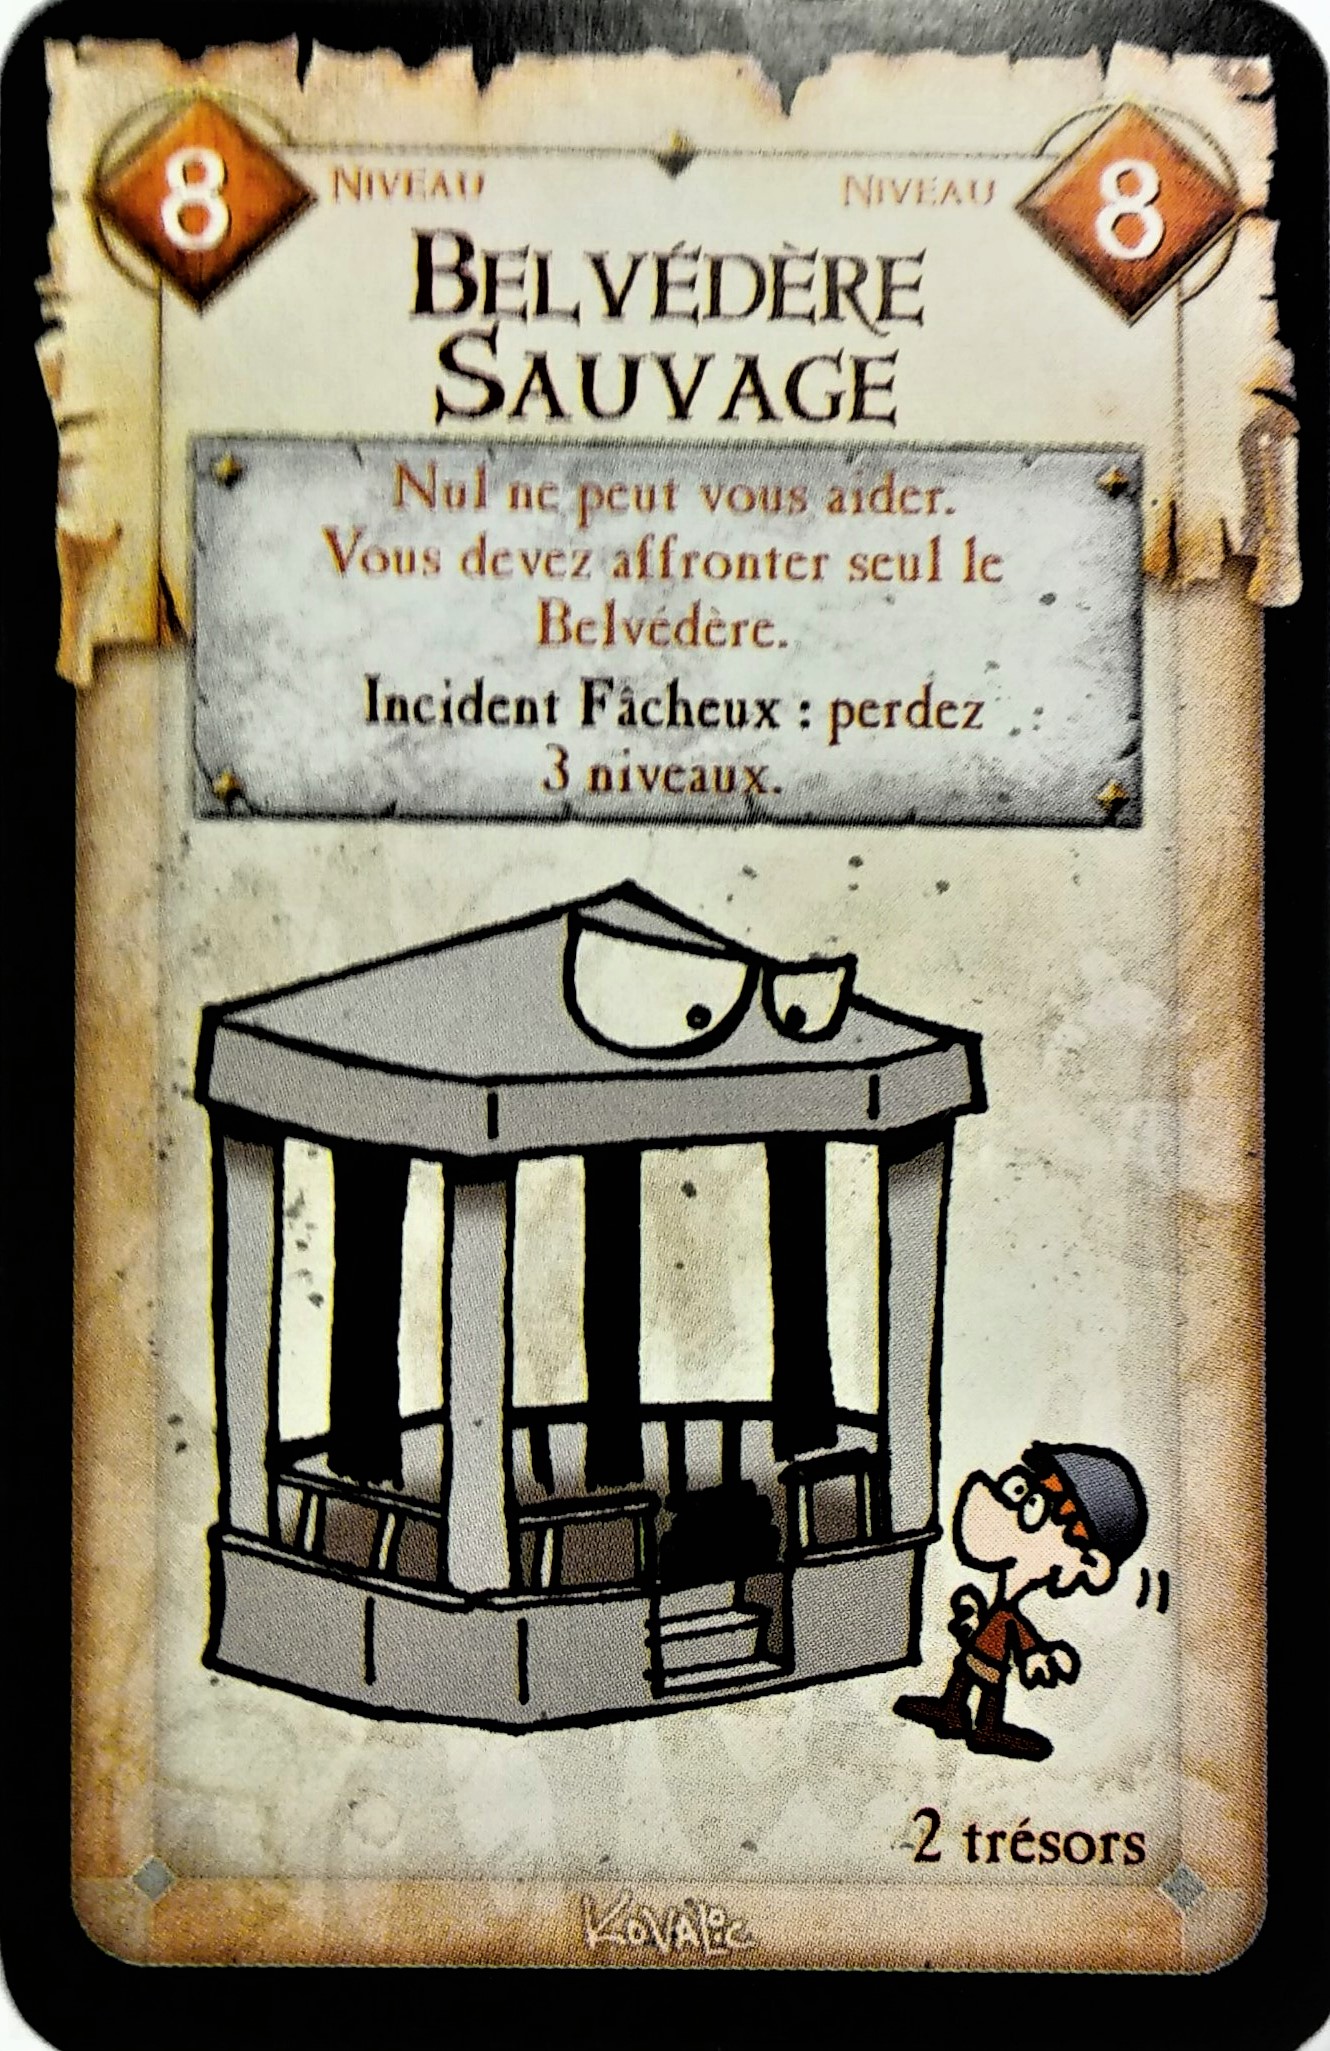 8 Niveau Niveau 8
Belvédère
Sauvage
Nul ne peut vous aider.
Vous devez affronter seul le
Belvédère.
Incident Fâcheux : perdez
3 niveaux.
2 trésors
Kovalic